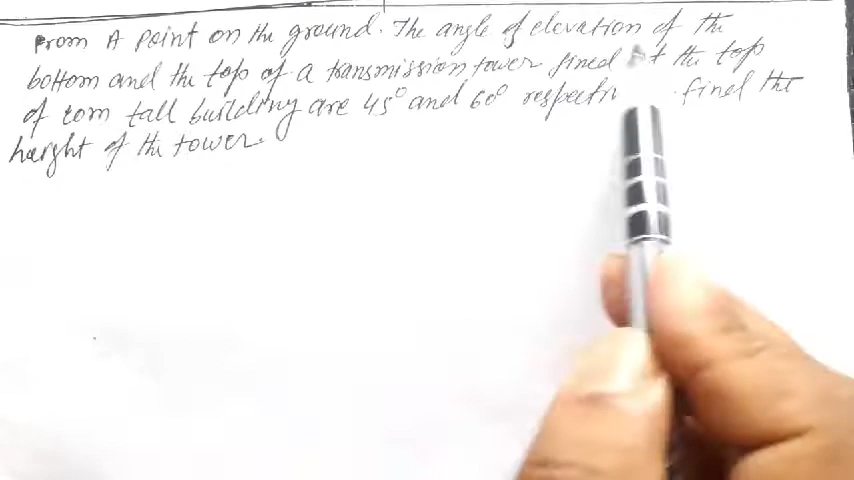 From A point on the ground. The angle of elevation of the
bottom and the top of a transmission tower fixed at the top
of 20m tall building are 45° and 60° find the
height of the tower.